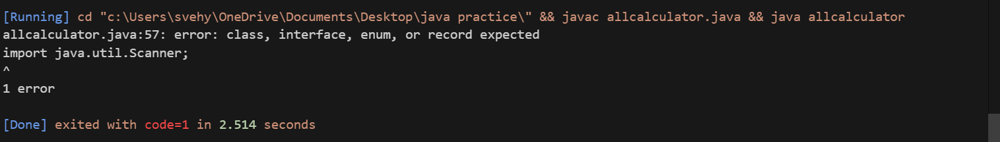 [Running] cd "c:\Users\svehy\OneDrive\Documents\Desktop\java practice\" && javac allcalculator.java && java allcalculator
allcalculator.java:57: error: class, interface, enum, or record expected
import java.util.Scanner;
^
1 error
[Done] exited with code=1 in 2.514 seconds